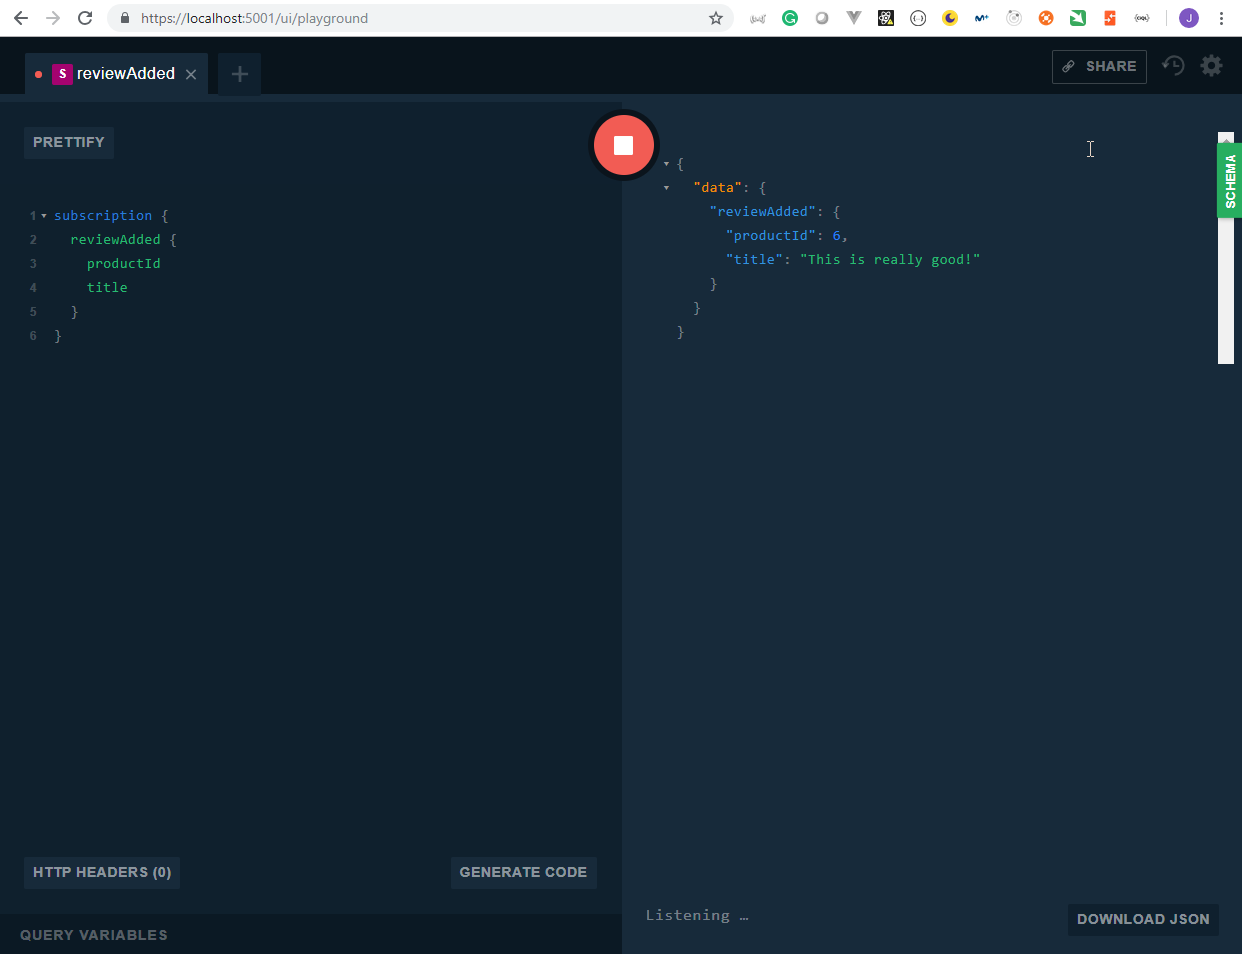 https://localhost:5001/ui/playground
J
S reviewAdded
SHARE
PRETTIFY
SCHEMA
1 subscription {
2 reviewAdded {
3 productId
4 title
5 }
6 }
{
"data": {
"reviewAdded": {
"productId": 6,
"title": "This is really good!"
}
}
}
HTTP HEADERS (0)
GENERATE CODE
Listening …
DOWNLOAD JSON
QUERY VARIABLES